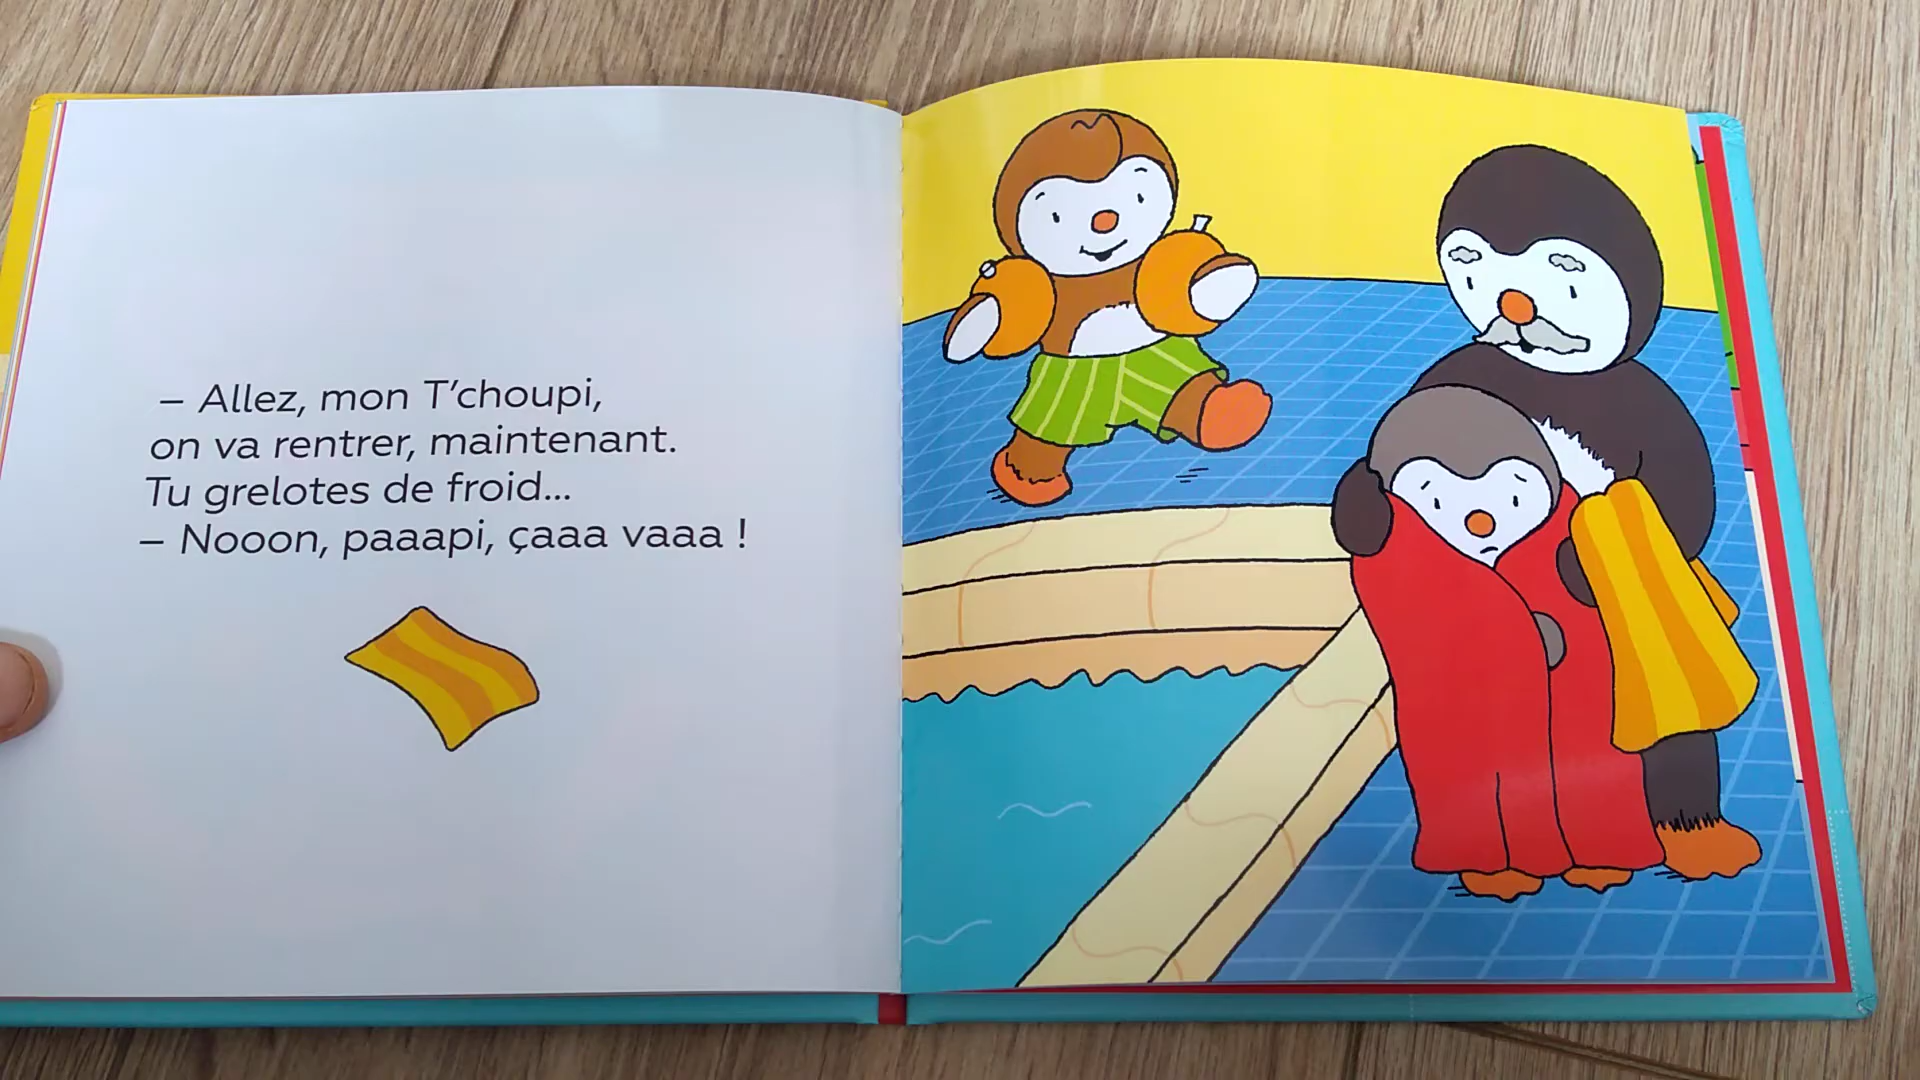 – Allez, mon T’choupi,
on va rentrer, maintenant.
Tu grelotes de froid...
– Nooon, paaapi, çaaa vaaa !